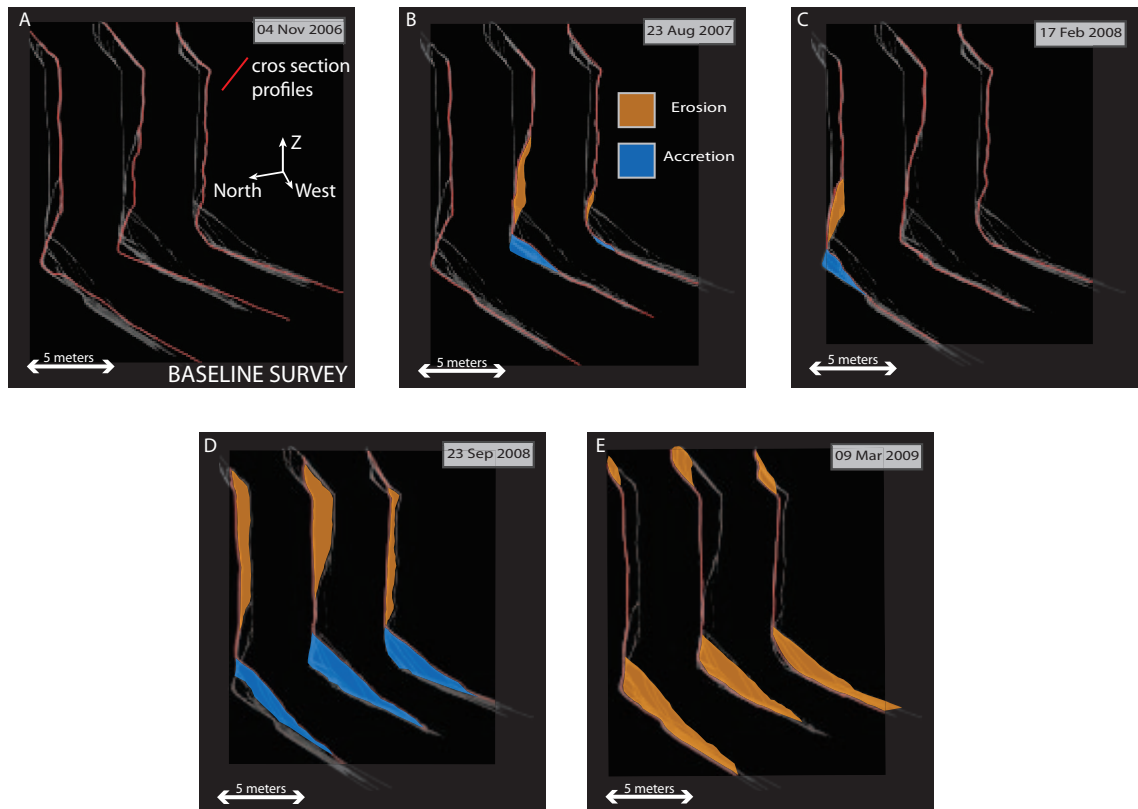 A
04 Nov 2006
cros section
profiles
Z
North
West
5 meters
BASELINE SURVEY
B
23 Aug 2007
Erosion
Accretion
5 meters
C
17 Feb 2008
5 meters
D
23 Sep 2008
5 meters
E
09 Mar 2009
5 meters